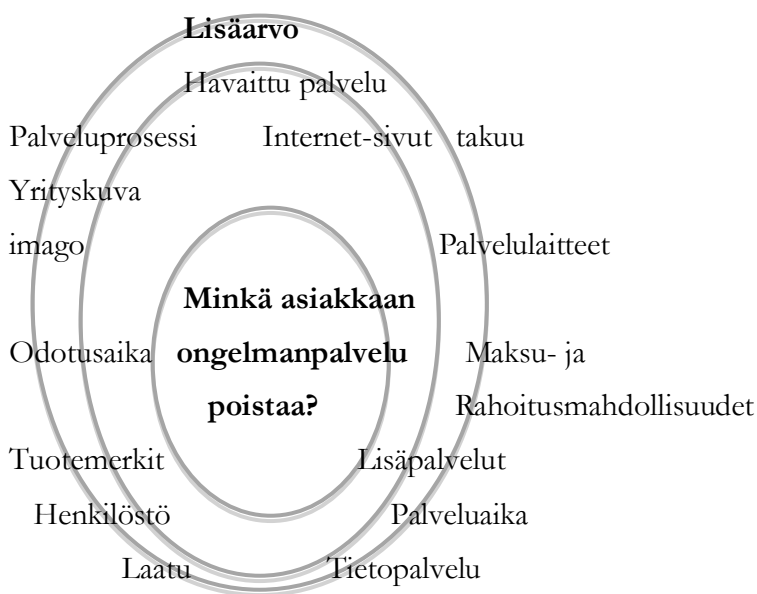 Lisäarvo
Havaittu palvelu
Palveluprosessi Internet-sivut takuu
Yrityskuva
imago Palvelulaitteet
Minkä asiakkaan
Odotusaika ongelmanpalvelu Maksu- ja
poistaa? Rahoitusmahdollisuudet
Tuotemerkit Lisäpalvelut
Henkilöstö Palveluaika
Laatu Tietopalvelu